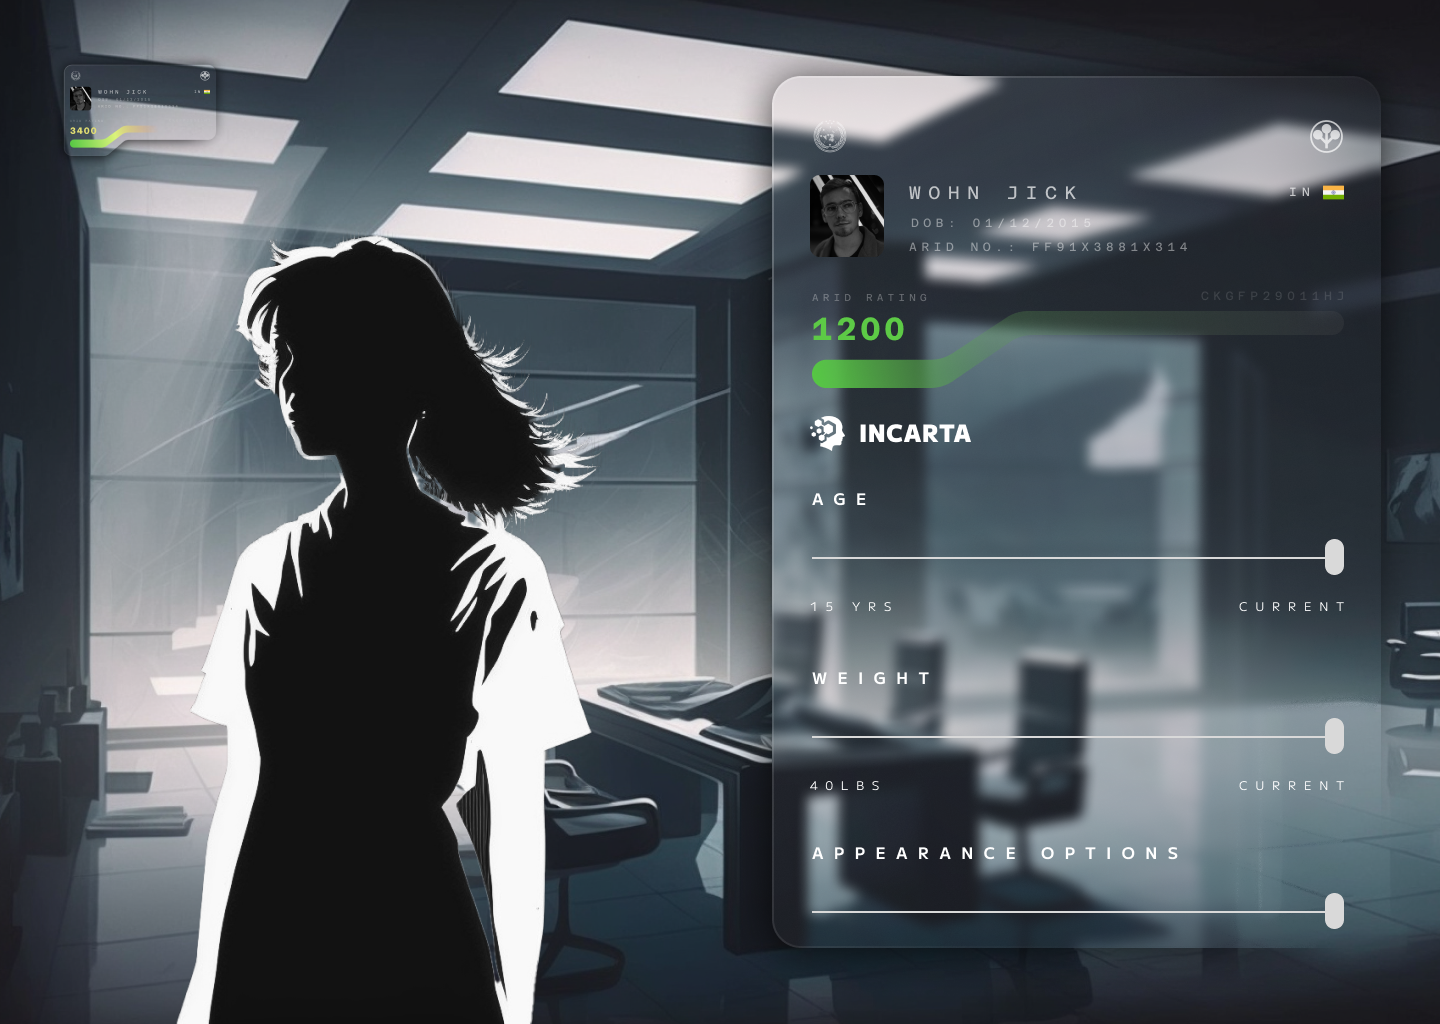 WOHN JICK
IN
3400
WOHN JICK
IN
DOB: 01/12/2015
ARID NO.: FF91X3881X314
ARID RATING
CKGFP29011HJ
1200
INCARTA
AGE
15 YRS
CURRENT
WEIGHT
40LBS
CURRENT
APPEARANCE OPTIONS